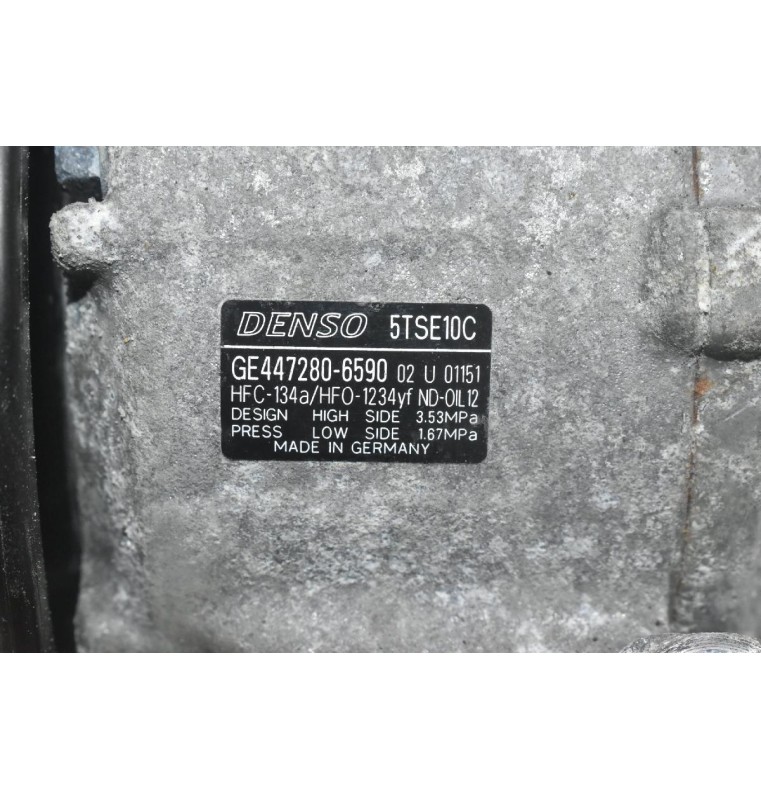 DENSO 5TSE10C
GE447280-6590 02 U 01151
HFC-134a/HFO-1234yf ND-OIL12
DESIGN HIGH SIDE 3.53MPa
PRESS LOW SIDE 1.67MPa
MADE IN GERMANY